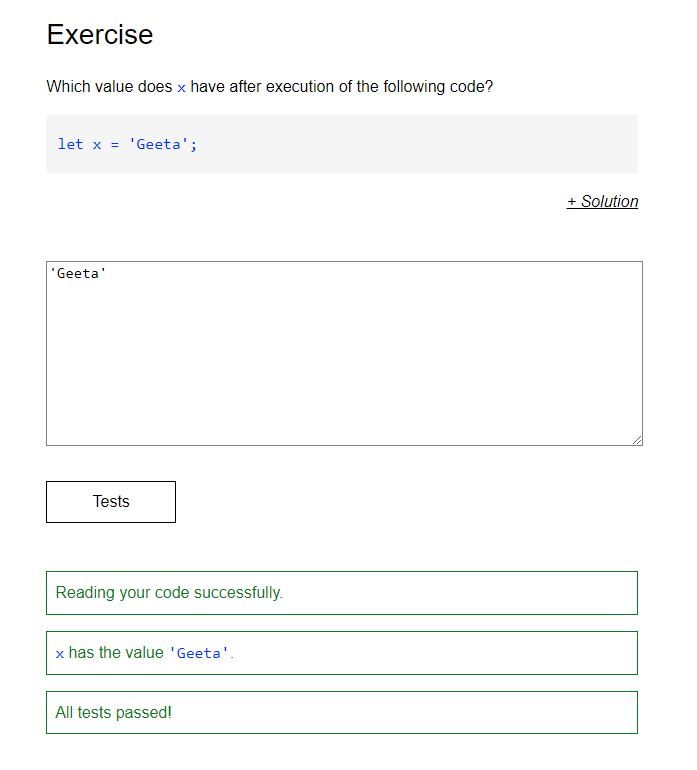 Exercise
Which value does x have after execution of the following code?
let x = 'Geeta';
+ Solution
'Geeta'
Tests
Reading your code successfully.
x has the value 'Geeta'.
All tests passed!